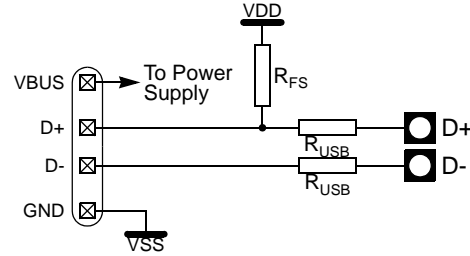 VDD
VBUS
To Power
Supply
RFS
D+
D+
RUSB
D-
D-
RUSB
GND
VSS